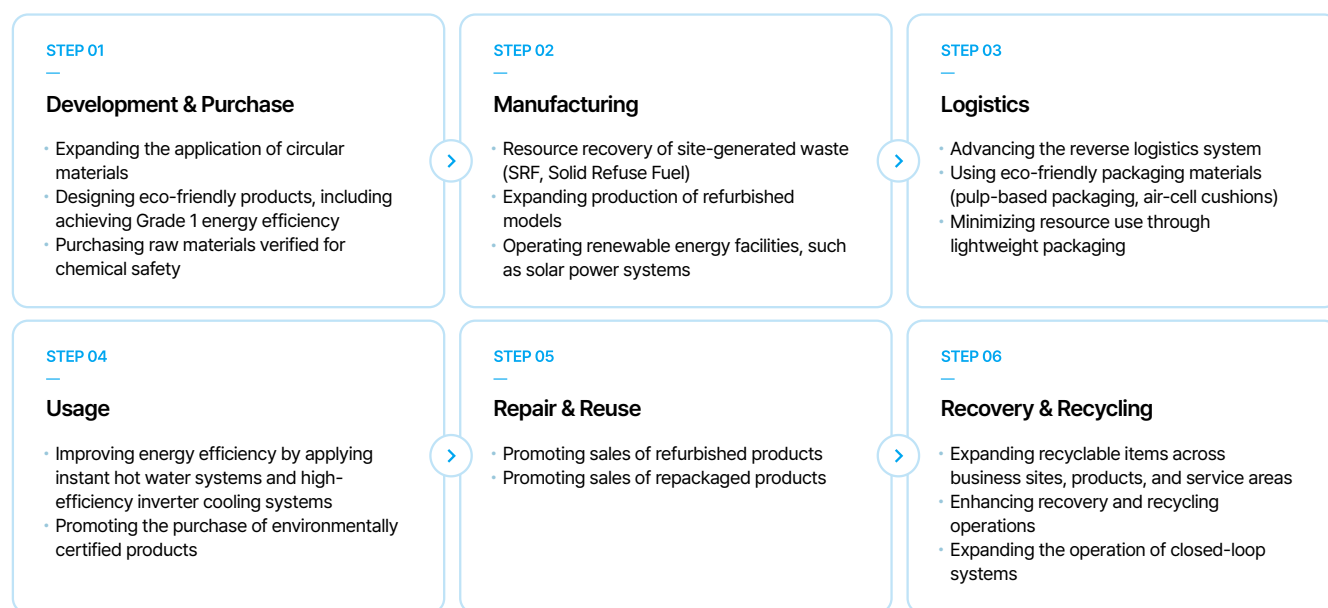 STEP 01
Development & Purchase
· Expanding the application of circular
materials
· Designing eco-friendly products, including
achieving Grade 1 energy efficiency
· Purchasing raw materials verified for
chemical safety
STEP 02
Manufacturing
· Resource recovery of site-generated waste
(SRF, Solid Refuse Fuel)
· Expanding production of refurbished
models
· Operating renewable energy facilities, such
as solar power systems
STEP 03
Logistics
· Advancing the reverse logistics system
· Using eco-friendly packaging materials
(pulp-based packaging, air-cell cushions)
· Minimizing resource use through
lightweight packaging
STEP 04
Usage
· Improving energy efficiency by applying
instant hot water systems and high-
efficiency inverter cooling systems
· Promoting the purchase of environmentally
certified products
STEP 05
Repair & Reuse
· Promoting sales of refurbished products
· Promoting sales of repackaged products
STEP 06
Recovery & Recycling
· Expanding recyclable items across
business sites, products, and service areas
· Enhancing recovery and recycling
operations
· Expanding the operation of closed-loop
systems